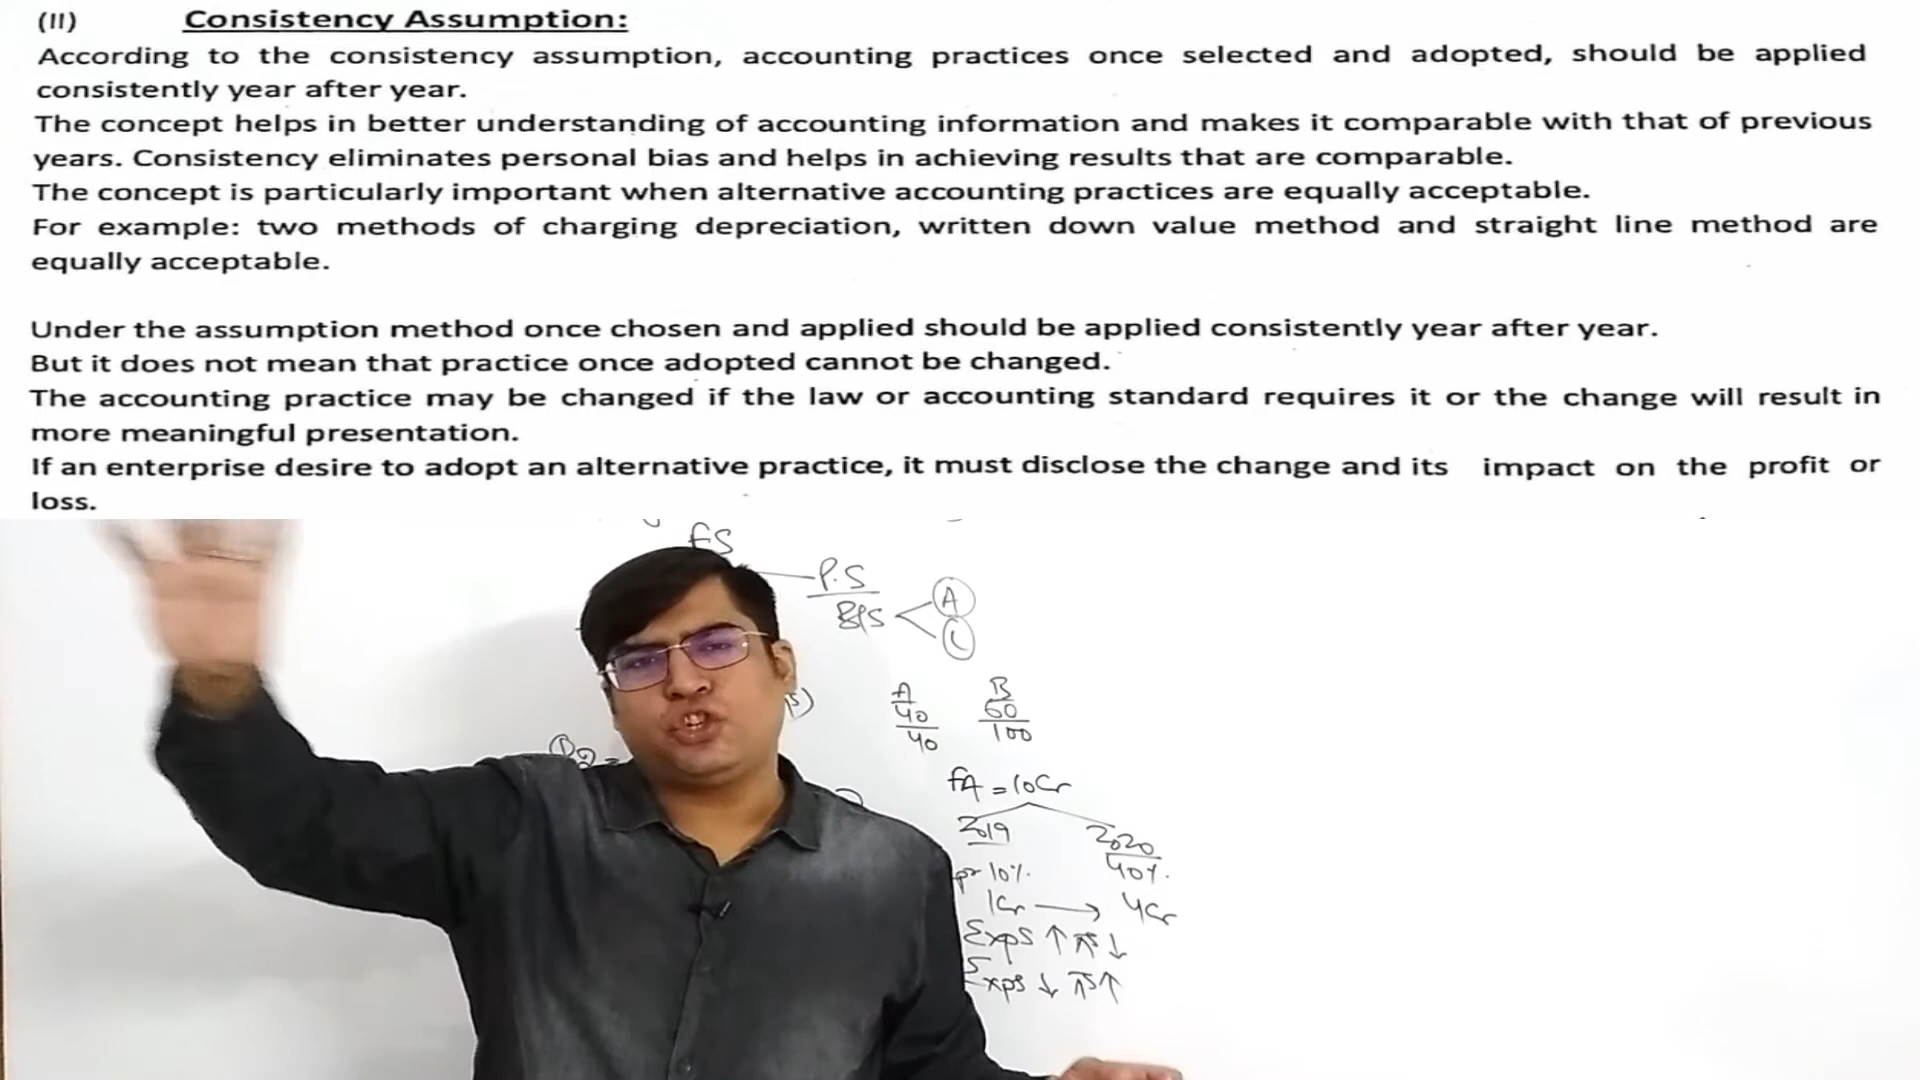 (II) Consistency Assumption:
According to the consistency assumption, accounting practices once selected and adopted, should be applied
consistently year after year.
The concept helps in better understanding of accounting information and makes it comparable with that of previous
years. Consistency eliminates personal bias and helps in achieving results that are comparable.
The concept is particularly important when alternative accounting practices are equally acceptable.
For example: two methods of charging depreciation, written down value method and straight line method are
equally acceptable.
Under the assumption method once chosen and applied should be applied consistently year after year.
But it does not mean that practice once adopted cannot be changed.
The accounting practice may be changed if the law or accounting standard requires it or the change will result in
more meaningful presentation.
If an enterprise desire to adopt an alternative practice, it must disclose the change and its impact on the profit or
loss.
FS
P.S
B/S A
L
A B
40 60
40 100
FA = 10Cr
2019 2020
10% 40%
1Cr → 4Cr
Exps ↑ ↓
Exps ↓ ↑